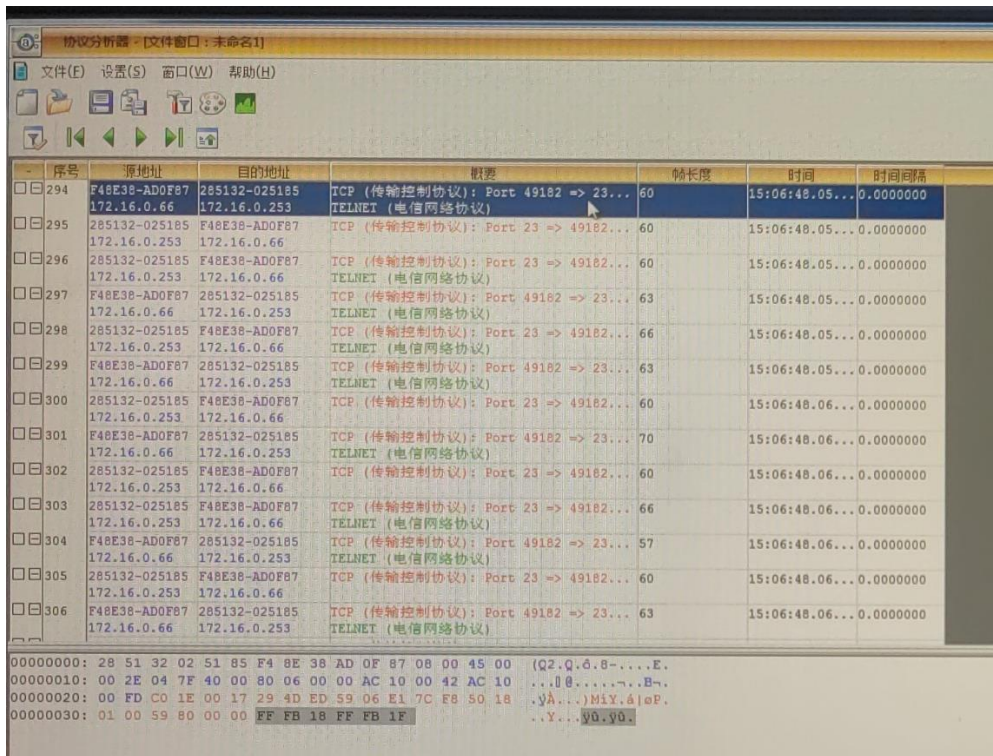 协议分析器 - [文件窗口：未命名1]
文件(F) 设置(S) 窗口(W) 帮助(H)
- 序号 源地址 目的地址 概要 帧长度 时间 时间间隔
294 F48E38-AD0F87 285132-025185 TCP (传输控制协议): Port 49182 => 23... 60 15:06:48.05... 0.0000000
172.16.0.66 172.16.0.253 TELNET (电信网络协议)
295 285132-025185 F48E38-AD0F87 TCP (传输控制协议): Port 23 => 49182... 60 15:06:48.05... 0.0000000
172.16.0.253 172.16.0.66
296 285132-025185 F48E38-AD0F87 TCP (传输控制协议): Port 23 => 49182... 60 15:06:48.05... 0.0000000
172.16.0.253 172.16.0.66 TELNET (电信网络协议)
297 F48E38-AD0F87 285132-025185 TCP (传输控制协议): Port 49182 => 23... 63 15:06:48.05... 0.0000000
172.16.0.66 172.16.0.253 TELNET (电信网络协议)
298 285132-025185 F48E38-AD0F87 TCP (传输控制协议): Port 23 => 49182... 66 15:06:48.05... 0.0000000
172.16.0.253 172.16.0.66 TELNET (电信网络协议)
299 F48E38-AD0F87 285132-025185 TCP (传输控制协议): Port 49182 => 23... 63 15:06:48.05... 0.0000000
172.16.0.66 172.16.0.253 TELNET (电信网络协议)
300 285132-025185 F48E38-AD0F87 TCP (传输控制协议): Port 23 => 49182... 60 15:06:48.06... 0.0000000
172.16.0.253 172.16.0.66
301 F48E38-AD0F87 285132-025185 TCP (传输控制协议): Port 49182 => 23... 70 15:06:48.06... 0.0000000
172.16.0.66 172.16.0.253 TELNET (电信网络协议)
302 285132-025185 F48E38-AD0F87 TCP (传输控制协议): Port 23 => 49182... 60 15:06:48.06... 0.0000000
172.16.0.253 172.16.0.66
303 285132-025185 F48E38-AD0F87 TCP (传输控制协议): Port 23 => 49182... 66 15:06:48.06... 0.0000000
172.16.0.253 172.16.0.66 TELNET (电信网络协议)
304 F48E38-AD0F87 285132-025185 TCP (传输控制协议): Port 49182 => 23... 57 15:06:48.06... 0.0000000
172.16.0.66 172.16.0.253 TELNET (电信网络协议)
305 285132-025185 F48E38-AD0F87 TCP (传输控制协议): Port 23 => 49182... 60 15:06:48.06... 0.0000000
172.16.0.253 172.16.0.66
306 F48E38-AD0F87 285132-025185 TCP (传输控制协议): Port 49182 => 23... 63 15:06:48.06... 0.0000000
172.16.0.66 172.16.0.253 TELNET (电信网络协议)
00000000: 28 51 32 02 51 85 F4 8E 38 AD 0F 87 08 00 45 00 (Q2.Q.ô.8-....E.
00000010: 00 2E 04 7F 40 00 80 06 00 00 AC 10 00 42 AC 10 ...@.....¬..B¬.
00000020: 00 FD C0 1E 00 17 29 4D ED 59 06 E1 7C F8 50 18 .ýÀ...)MíY.á|øP.
00000030: 01 00 59 80 00 00 FF FB 18 FF FB 1F ..Y...ÿû.ÿû.